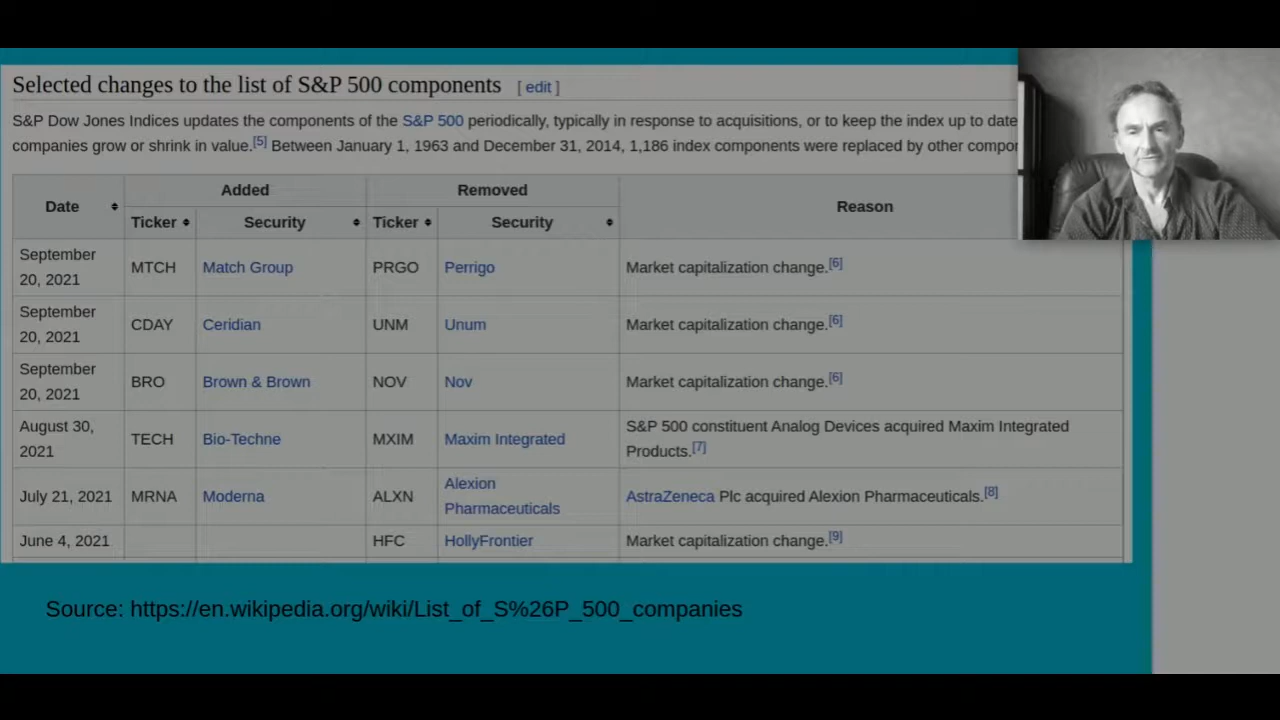 Selected changes to the list of S&P 500 components [ edit ]
S&P Dow Jones Indices updates the components of the S&P 500 periodically, typically in response to acquisitions, or to keep the index up to date
companies grow or shrink in value.[5] Between January 1, 1963 and December 31, 2014, 1,186 index components were replaced by other
Added Removed
Date Reason
Ticker Security Ticker Security
September
20, 2021
MTCH Match Group PRGO Perrigo Market capitalization change.[6]
September
20, 2021
CDAY Ceridian UNM Unum Market capitalization change.[6]
September
20, 2021
BRO Brown & Brown NOV Nov Market capitalization change.[6]
August 30,
2021
TECH Bio-Techne MXIM Maxim Integrated
S&P 500 constituent Analog Devices acquired Maxim Integrated
Products.[7]
July 21, 2021 MRNA Moderna ALXN
Alexion
Pharmaceuticals
AstraZeneca Plc acquired Alexion Pharmaceuticals.[8]
June 4, 2021 HFC HollyFrontier Market capitalization change.[9]
Source: https://en.wikipedia.org/wiki/List_of_S%26P_500_companies